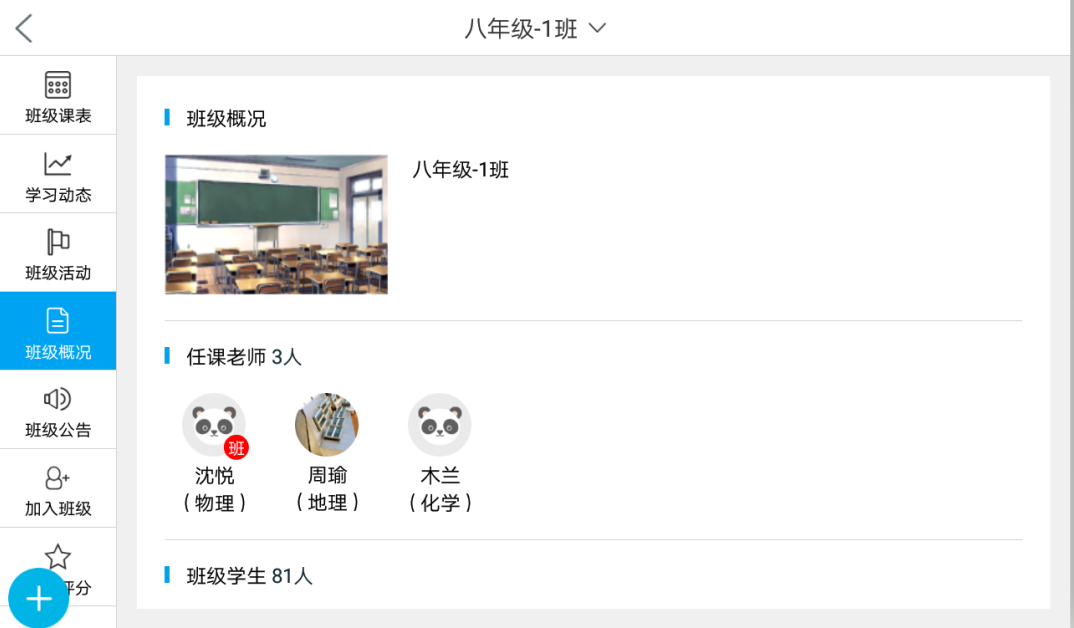 八年级-1班
班级课表
学习动态
班级活动
班级概况
班级公告
加入班级
评分
班级概况
八年级-1班
任课老师 3人
班
沈悦
(物理)
周瑜
(地理)
木兰
(化学)
班级学生 81人